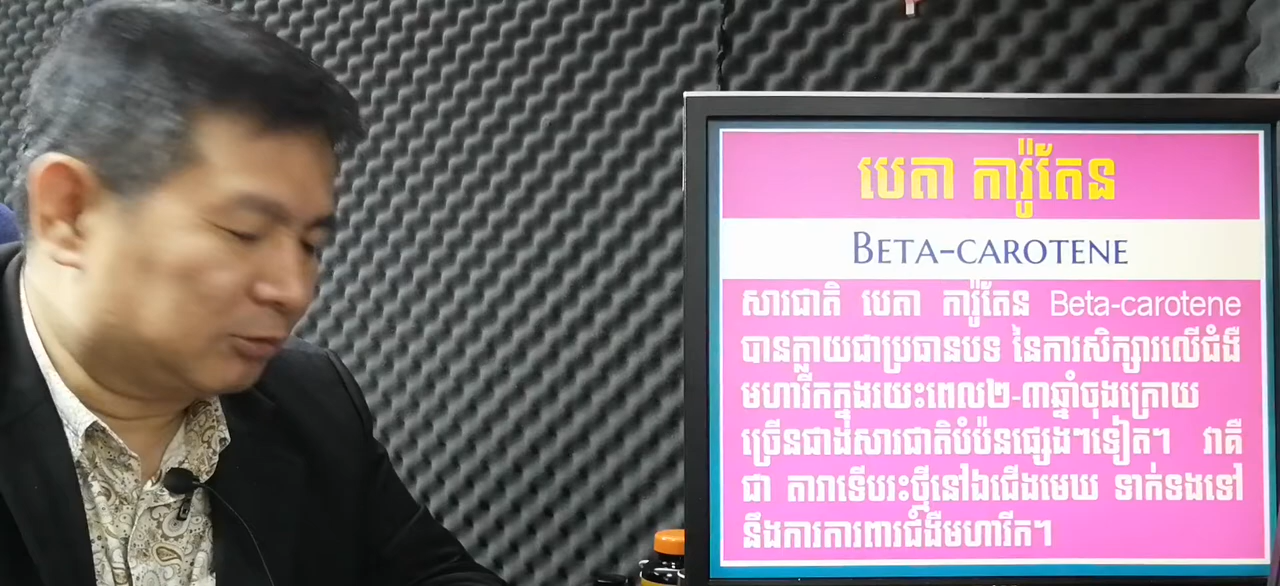 បេតា ការ៉ូតែន
BETA-CAROTENE
សារជាតិ បេតា ការ៉ូតែន Beta-carotene
បានក្លាយជាប្រធានបទ នៃការសិក្សារលើជំងឺ
មហារីកក្នុងរយះពេល២-៣ឆ្នាំចុងក្រោយ
ច្រើនជាងសារជាតិបំប៉នផ្សេងៗទៀត។ វាគឺ
ជា តារាទើបរះថ្មីនៅឯជើងមេឃ ទាក់ទងទៅ
នឹងការការពារជំងឺមហារីក។